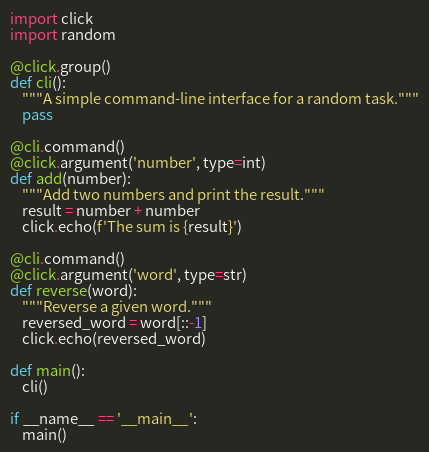 import click
import random

@click.group()
def cli():
    """A simple command-line interface for a random task."""
    pass

@cli.command()
@click.argument('number', type=int)
def add(number):
    """Add two numbers and print the result."""
    result = number + number
    click.echo(f'The sum is {result}')

@cli.command()
@click.argument('word', type=str)
def reverse(word):
    """Reverse a given word."""
    reversed_word = word[::-1]
    click.echo(reversed_word)

def main():
    cli()

if __name__ == '__main__':
    main()